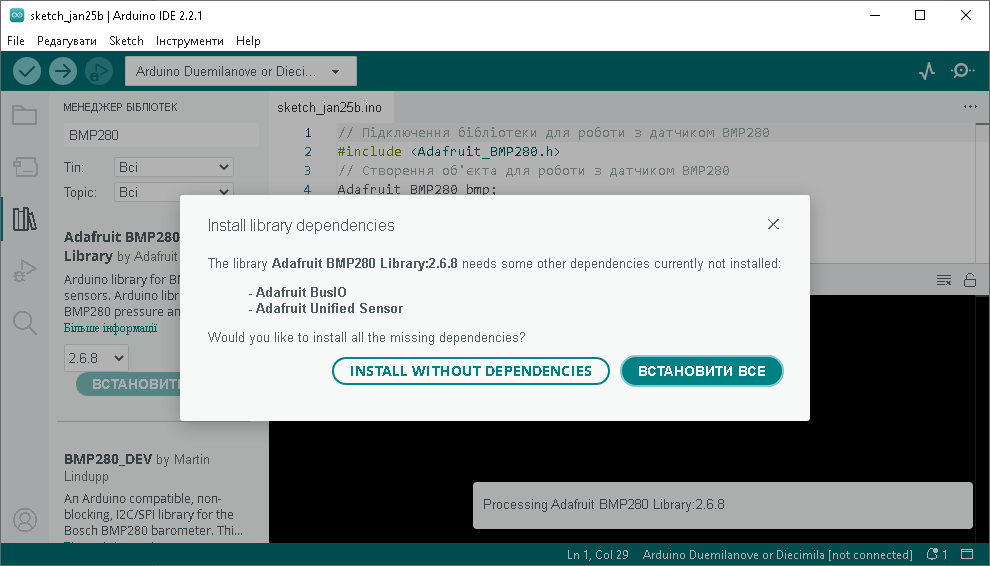 sketch_jan25b | Arduino IDE 2.2.1
File Редагувати Sketch Інструменти Help
Arduino Duemilanove or Dieci...
МЕНЕДЖЕР БІБЛІОТЕК
BMP280
Тип: Всі
Topic: Всі
Adafruit BMP280
Library by Adafruit
Arduino library for BM
sensors. Arduino libr
BMP280 pressure an
Більше інформації
2.6.8
ВСТАНОВИТИ
BMP280_DEV by Martin
Lindupp
An Arduino compatible, non-
blocking, I2C/SPI library for the
Bosch BMP280 barometer. Thi...
sketch_jan25b.ino
1 // Підключення бібліотеки для роботи з датчиком BMP280
2 #include <Adafruit_BMP280.h>
3 // Створення об'єкта для роботи з датчиком BMP280
4 Adafruit_BMP280 bmp;
Install library dependencies
The library Adafruit BMP280 Library:2.6.8 needs some other dependencies currently not installed:
- Adafruit BusIO
- Adafruit Unified Sensor
Would you like to install all the missing dependencies?
INSTALL WITHOUT DEPENDENCIES ВСТАНОВИТИ ВСЕ
Processing Adafruit BMP280 Library:2.6.8
Ln 1, Col 29 Arduino Duemilanove or Diecimila [not connected] 1